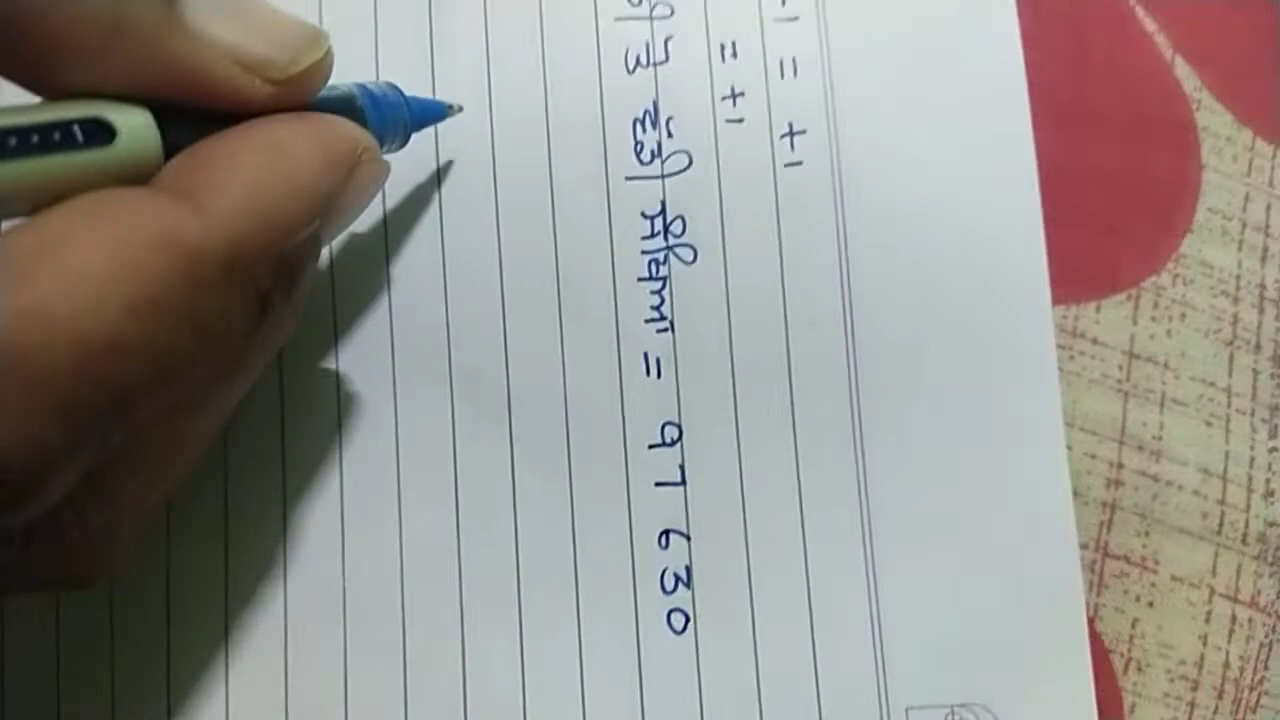 -1 = +1
= +1
ਤੋਂ ਵੱਡੀ ਸੰਖਿਆ = 97630